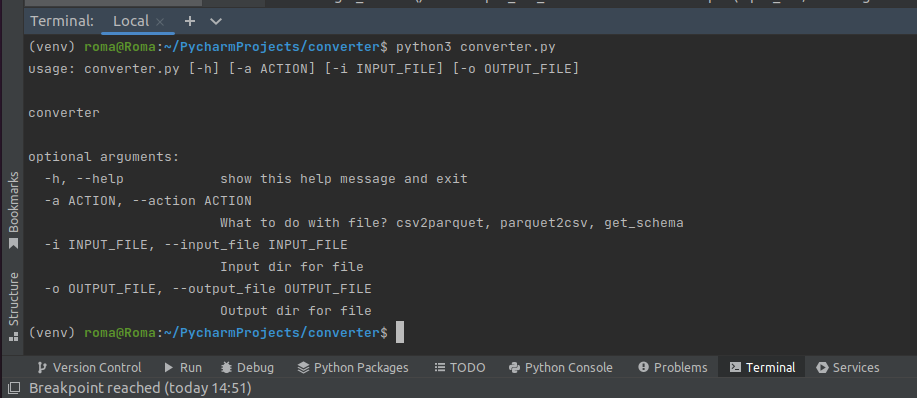 Terminal: Local × +
(venv) roma@Roma:~/PycharmProjects/converter$ python3 converter.py
usage: converter.py [-h] [-a ACTION] [-i INPUT_FILE] [-o OUTPUT_FILE]
converter
optional arguments:
-h, --help show this help message and exit
-a ACTION, --action ACTION
What to do with file? csv2parquet, parquet2csv, get_schema
-i INPUT_FILE, --input_file INPUT_FILE
Input dir for file
-o OUTPUT_FILE, --output_file OUTPUT_FILE
Output dir for file
(venv) roma@Roma:~/PycharmProjects/converter$
Bookmarks
Structure
Version Control Run Debug Python Packages TODO Python Console Problems Terminal Services
Breakpoint reached (today 14:51)